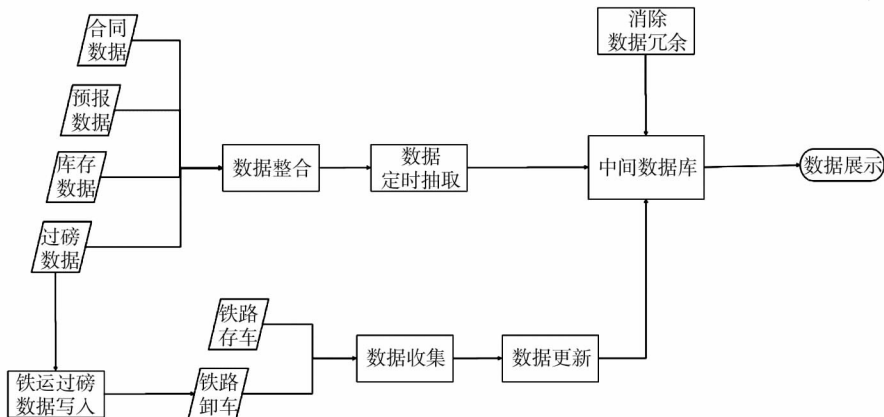 合同
数据
消除
数据冗余
预报
数据
库存
数据
数据整合
数据
定时抽取
中间数据库
数据展示
过磅
数据
铁路
存车
数据收集
数据更新
铁运过磅
数据写入
铁路
卸车